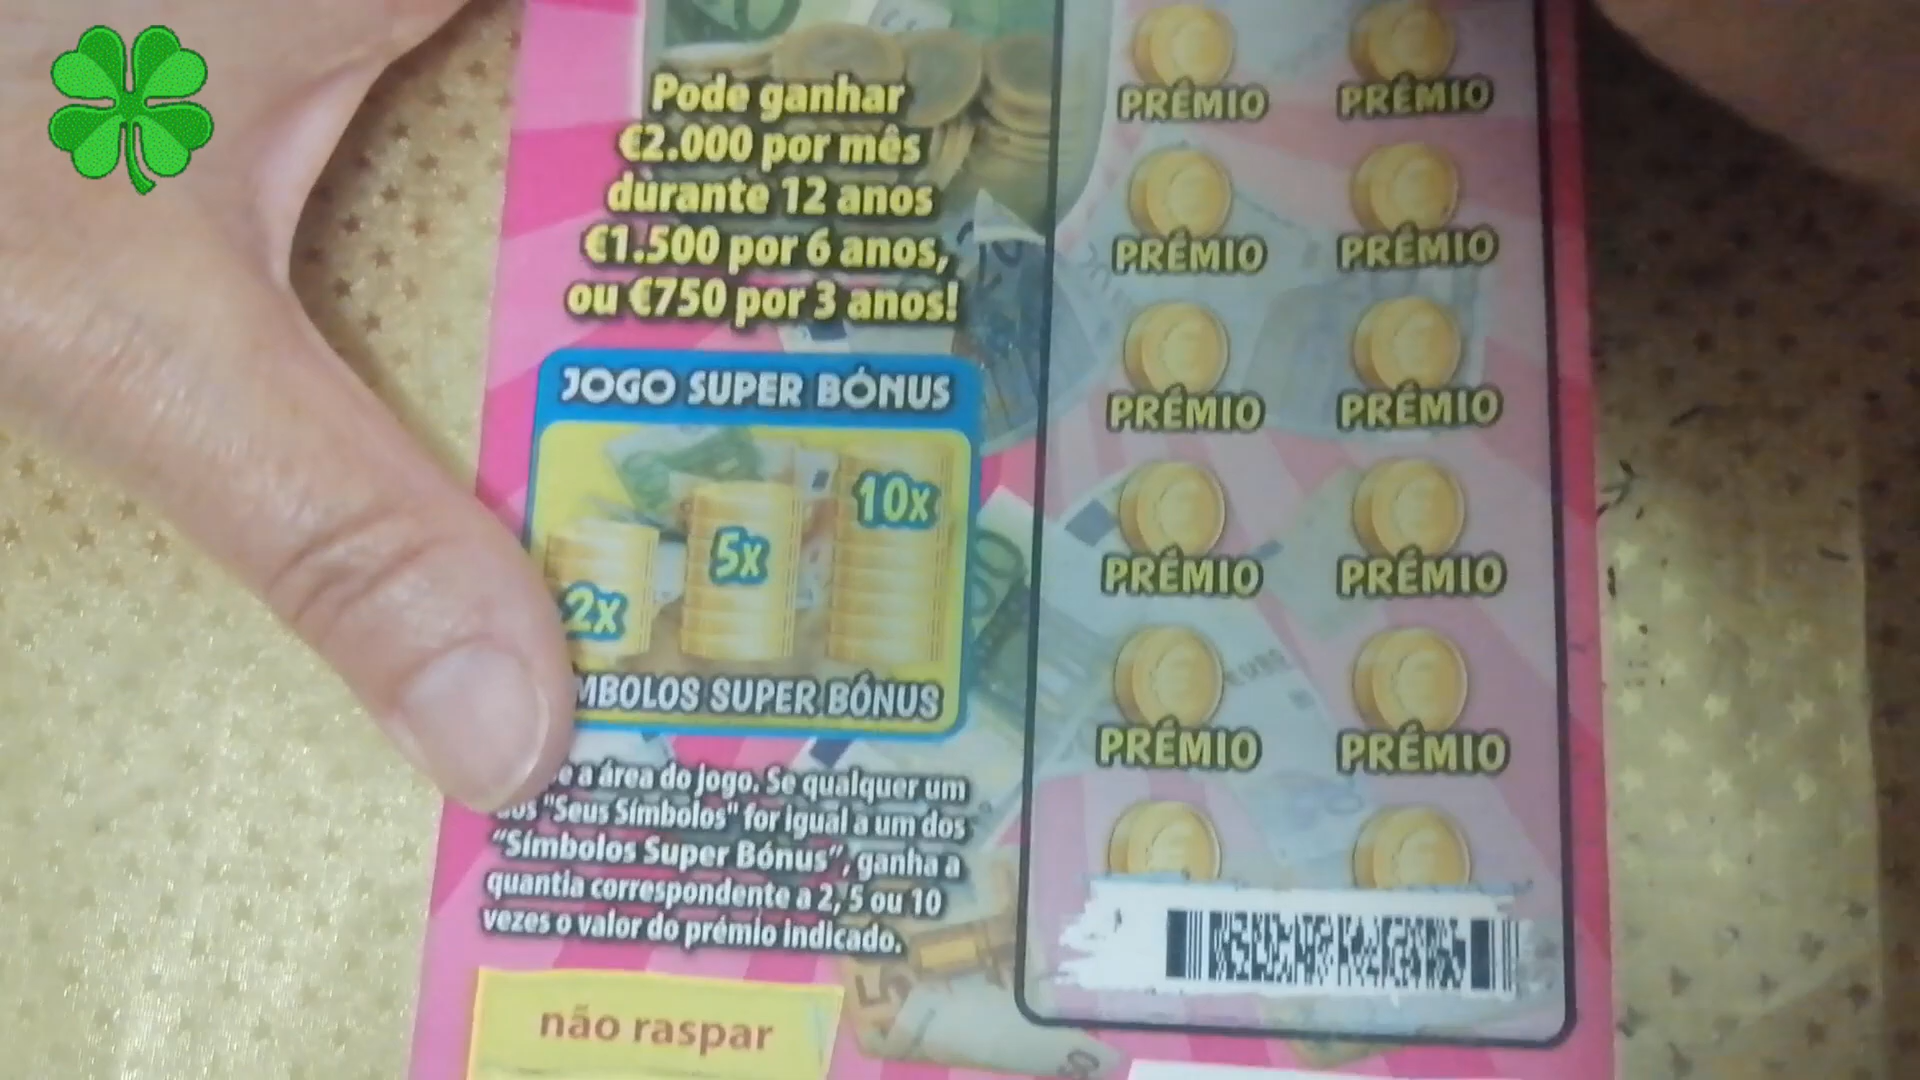 Pode ganhar
€2.000 por mês
durante 12 anos
€1.500 por 6 anos,
ou €750 por 3 anos!
JOGO SUPER BÓNUS
2x
5x
10x
MBOLOS SUPER BÓNUS
e a área do jogo. Se qualquer um
"Seus Símbolos" for igual a um dos
"Símbolos Super Bónus", ganha a
quantia correspondente a 2, 5 ou 10
vezes o valor do prémio indicado.
não raspar
PRÉMIO PRÉMIO
PRÉMIO PRÉMIO
PRÉMIO PRÉMIO
PRÉMIO PRÉMIO
PRÉMIO PRÉMIO